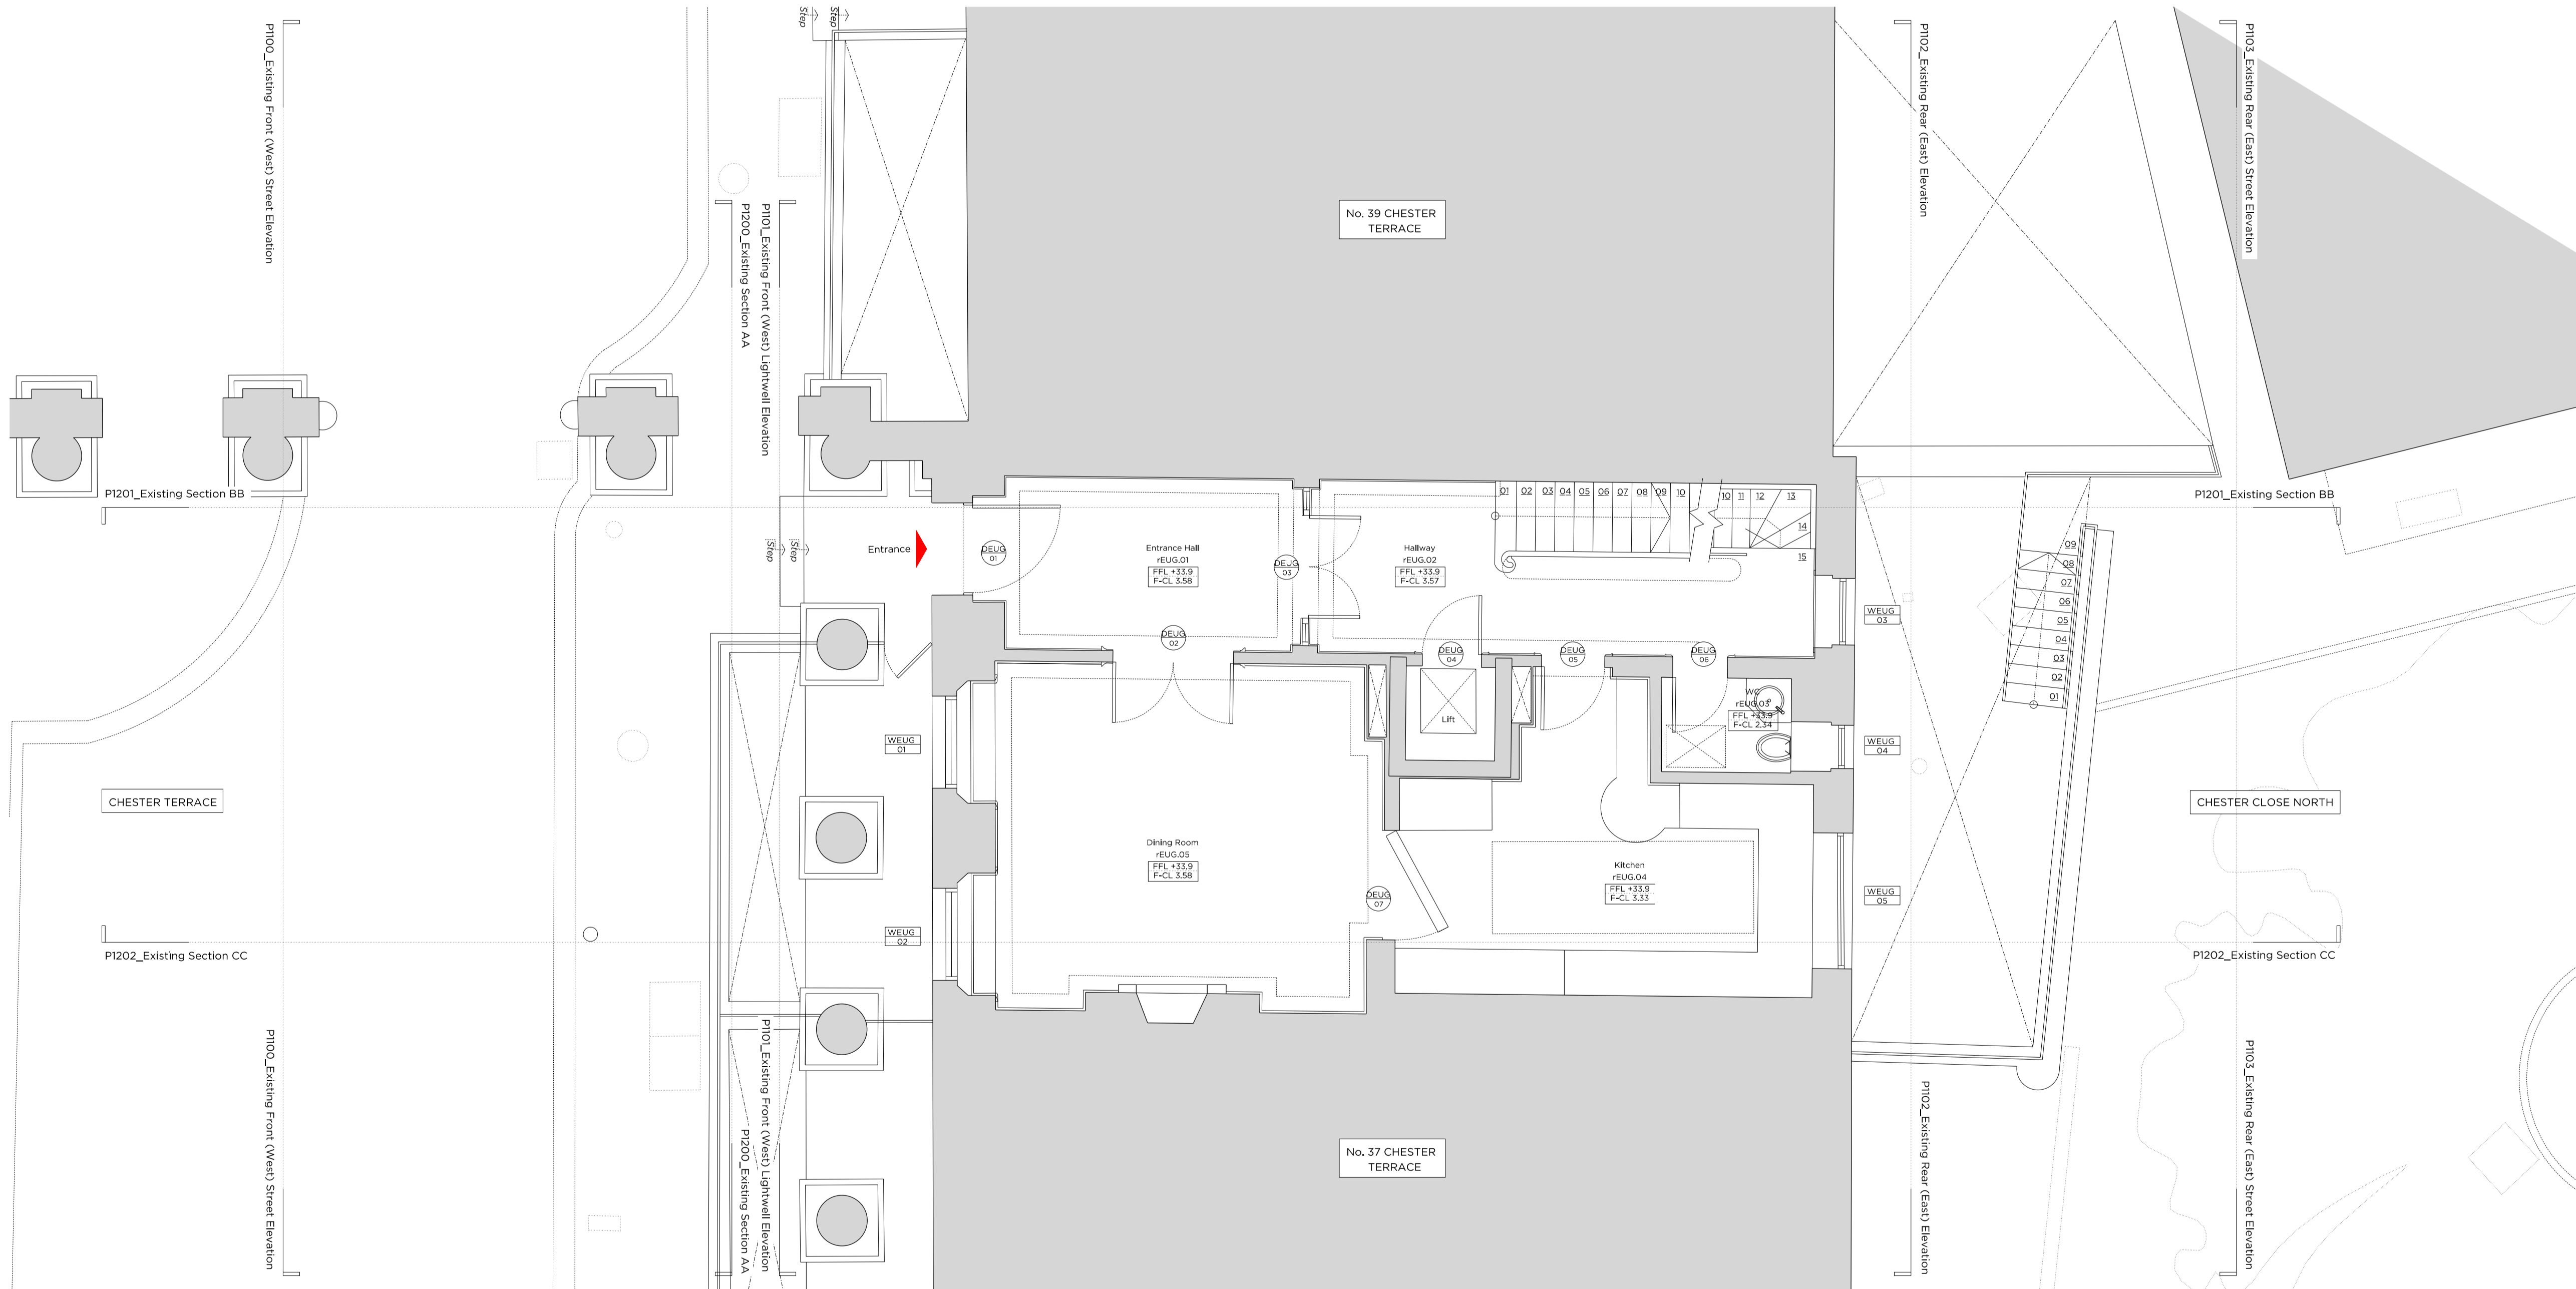 P1100_Existing Front (West) Street Elevation
P1200_Existing Section AA
P1101_Existing Front (West) Lightwell Elevation
Step
Step
No. 39 CHESTER
TERRACE
P1102_Existing Rear (East) Elevation
P1103_Existing Rear (East) Street Elevation
P1201_Existing Section BB
P1201_Existing Section BB
Step
Step
Entrance
DEUG
01
Entrance Hall
rEUG.01
FFL +33.9
F-CL 3.58
DEUG
02
DEUG
03
Hallway
rEUG.02
FFL +33.9
F-CL 3.57
01
02
03
04
05
06
07
08
09
10
10
11
12
13
14
15
DEUG
04
DEUG
05
DEUG
06
Lift
WC
rEUG.03
FFL +33.9
F-CL 2.34
WEUG
03
WEUG
04
WEUG
05
09
08
07
06
05
04
03
02
01
WEUG
01
WEUG
02
CHESTER TERRACE
CHESTER CLOSE NORTH
Dining Room
rEUG.05
FFL +33.9
F-CL 3.58
DEUG
07
Kitchen
rEUG.04
FFL +33.9
F-CL 3.33
P1202_Existing Section CC
P1202_Existing Section CC
P1100_Existing Front (West) Street Elevation
P1200_Existing Section AA
P1101_Existing Front (West) Lightwell Elevation
No. 37 CHESTER
TERRACE
P1102_Existing Rear (East) Elevation
P1103_Existing Rear (East) Street Elevation